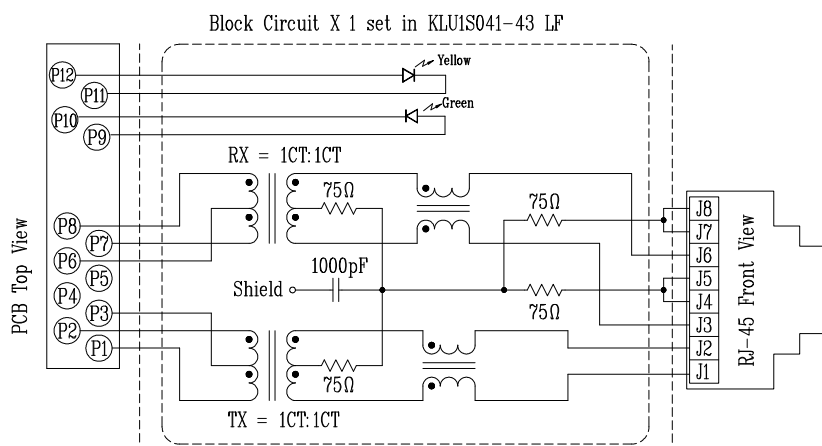 Block Circuit X 1 set in KLU1S041-43 LF
P12
Yellow
P11
P10
Green
P9
RX = 1CT:1CT
75Ω
75Ω
J8
P8
J7
P7
J6
P6
1000pF
P5
J5
Shield
P4
J4
P3
75Ω
J3
P2
P1
J2
75Ω
J1
TX = 1CT:1CT
PCB Top View
RJ-45 Front View